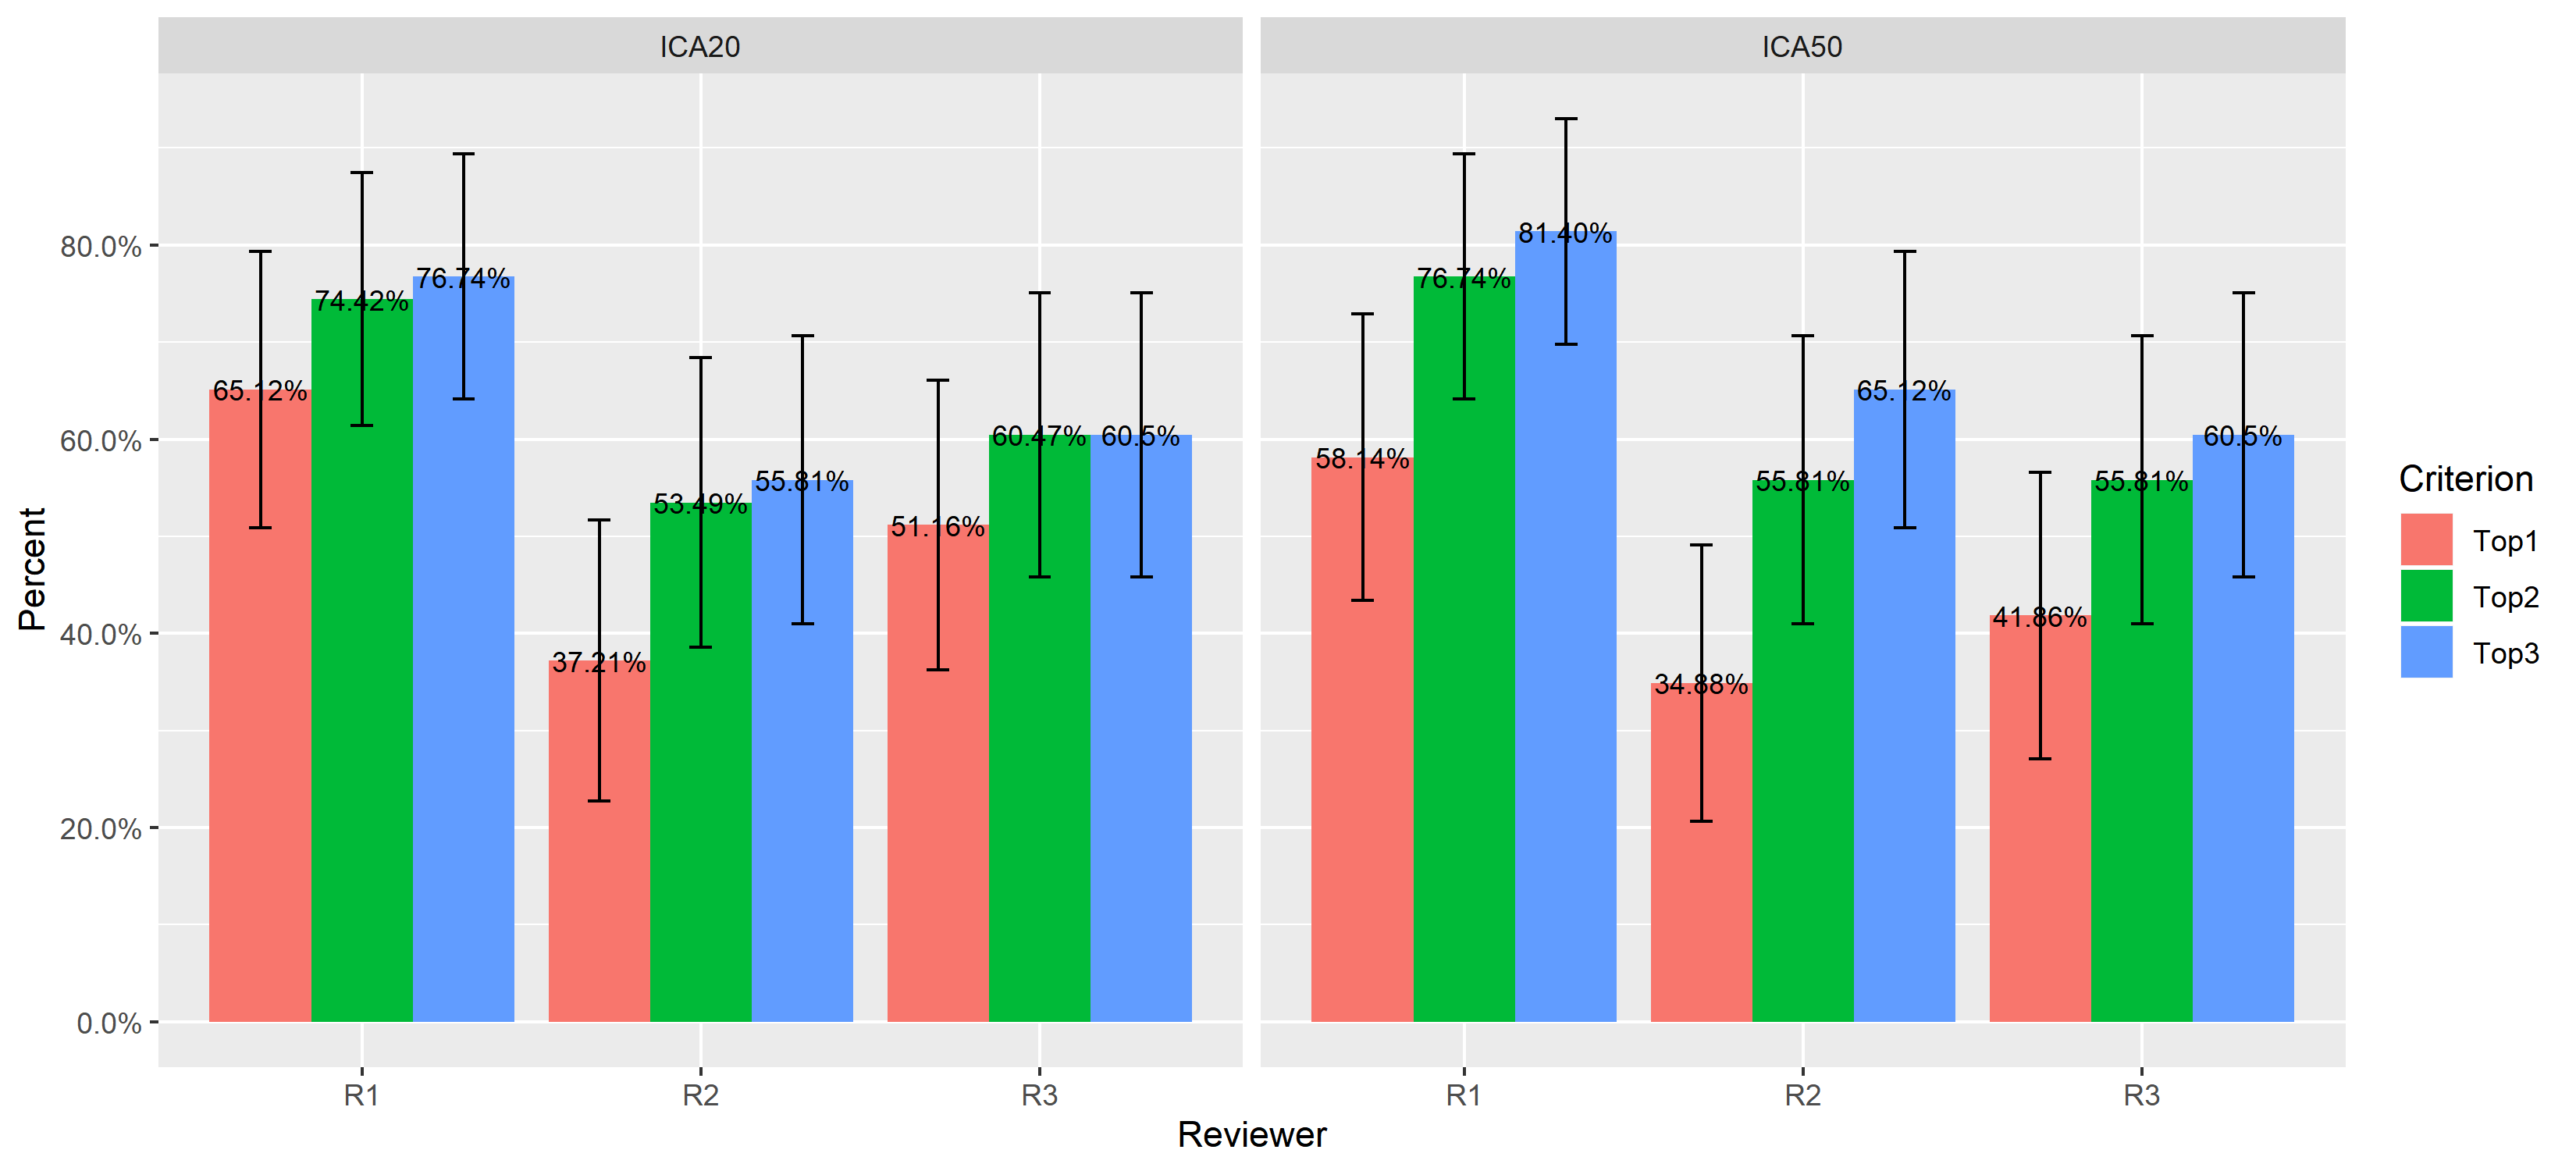 ICA20
ICA50
Percent
80.0%
60.0%
40.0%
20.0%
0.0%
65.12%
74.42%
76.74%
37.21%
53.49%
55.81%
51.16%
60.47%
60.5%
58.14%
76.74%
81.40%
34.88%
55.81%
65.12%
41.86%
55.81%
60.5%
R1
R2
R3
R1
R2
R3
Reviewer
Criterion
Top1
Top2
Top3